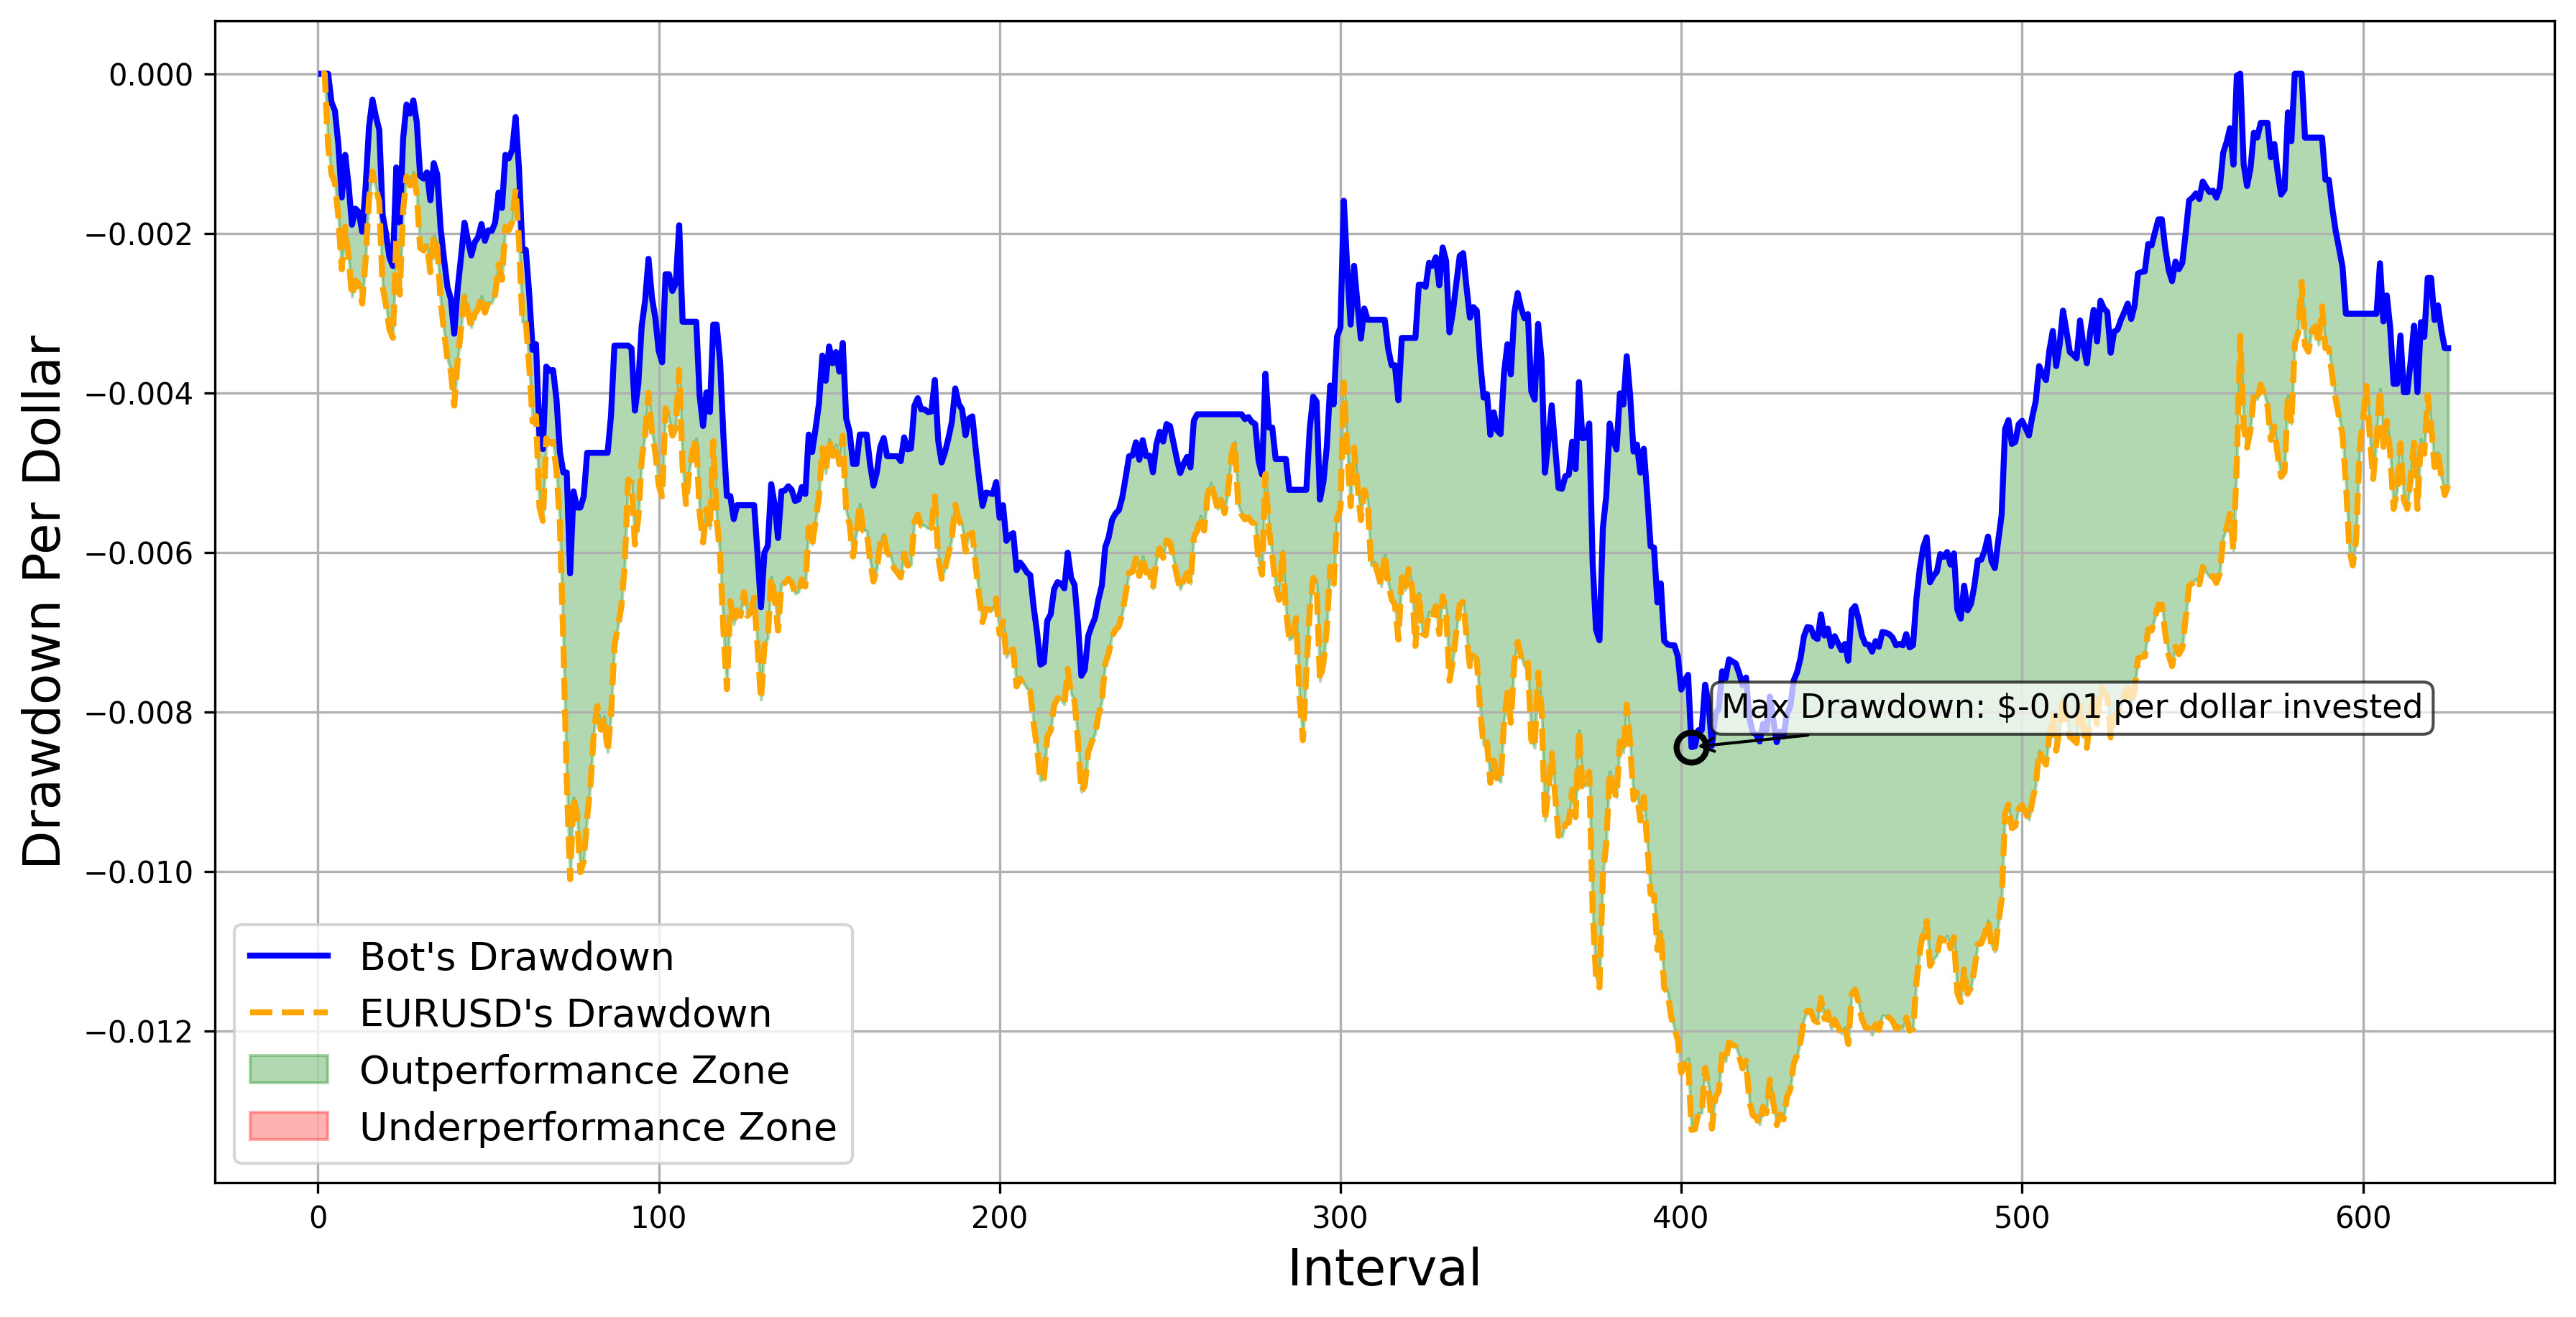 0.000
−0.002
−0.004
−0.006
−0.008
−0.010
−0.012
Drawdown Per Dollar
Max Drawdown: $-0.01 per dollar invested
Bot's Drawdown
EURUSD's Drawdown
Outperformance Zone
Underperformance Zone
0 100 200 300 400 500 600
Interval